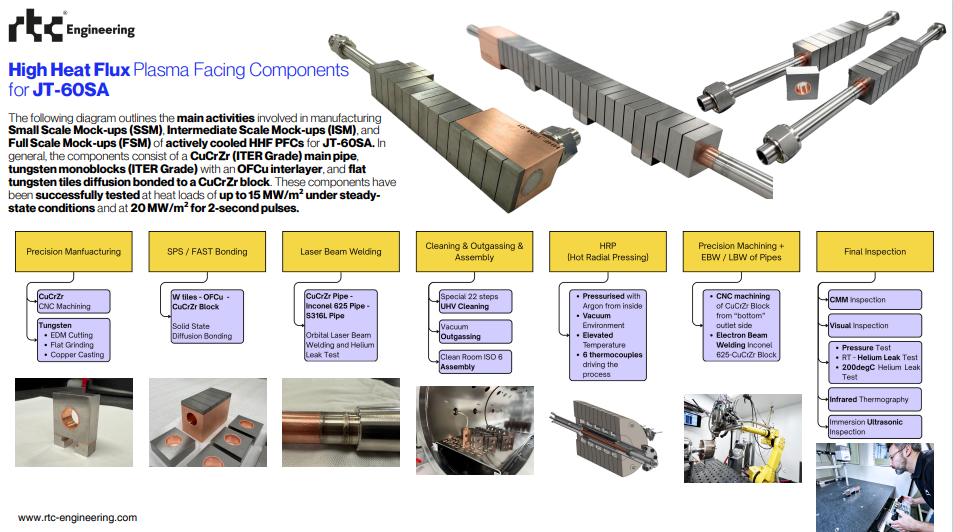 rtc® Engineering
High Heat Flux Plasma Facing Components
for JT-60SA
The following diagram outlines the main activities involved in manufacturing
Small Scale Mock-ups (SSM), Intermediate Scale Mock-ups (ISM), and
Full Scale Mock-ups (FSM) of actively cooled HHF PFCs for JT-60SA. In
general, the components consist of a CuCrZr (ITER Grade) main pipe,
tungsten monoblocks (ITER Grade) with an OFCu interlayer, and flat
tungsten tiles diffusion bonded to a CuCrZr block. These components have
been successfully tested at heat loads of up to 15 MW/m² under steady-
state conditions and at 20 MW/m² for 2-second pulses.
Precision Manfuacturing
CuCrZr
CNC Machining
Tungsten
• EDM Cutting
• Flat Grinding
• Copper Casting
SPS / FAST Bonding
W tiles - OFCu -
CuCrZr Block
Solid State
Diffusion Bonding
Laser Beam Welding
CuCrZr Pipe -
Inconel 625 Pipe -
S316L Pipe
Orbital Laser Beam
Welding and Helium
Leak Test
Cleaning & Outgassing &
Assembly
Special 22 steps
UHV Cleaning
Vacuum
Outgassing
Clean Room ISO 6
Assembly
HRP
(Hot Radial Pressing)
• Pressurised with
Argon from inside
• Vacuum
Environment
• Elevated
Temperature
• 6 thermocouples
driving the
process
Precision Machining +
EBW / LBW of Pipes
• CNC machining
of CuCrZr Block
from "bottom"
outlet side
• Electron Beam
Welding Inconel
625-CuCrZr Block
Final Inspection
CMM Inspection
Visual Inspection
• Pressure Test
• RT - Helium Leak Test
• 200degC Helium Leak
Test
Infrared Thermography
Immersion Ultrasonic
Inspection
www.rtc-engineering.com